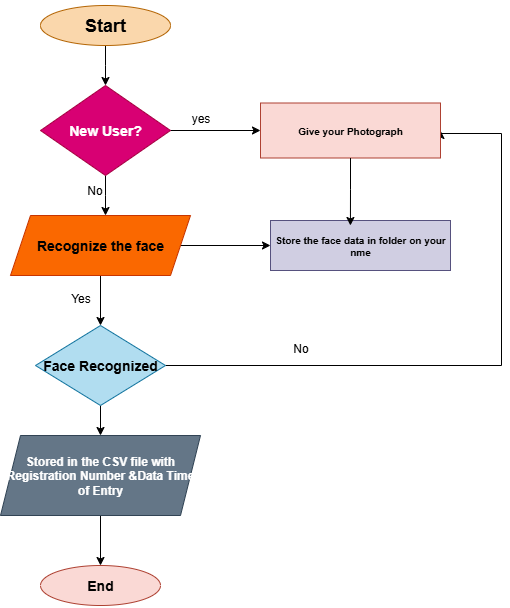 Start
New User?
yes
Give your Photograph
No
Recognize the face
Store the face data in folder on your
nme
Yes
Face Recognized
No
Stored in the CSV file with
Registration Number &Data Time
of Entry
End